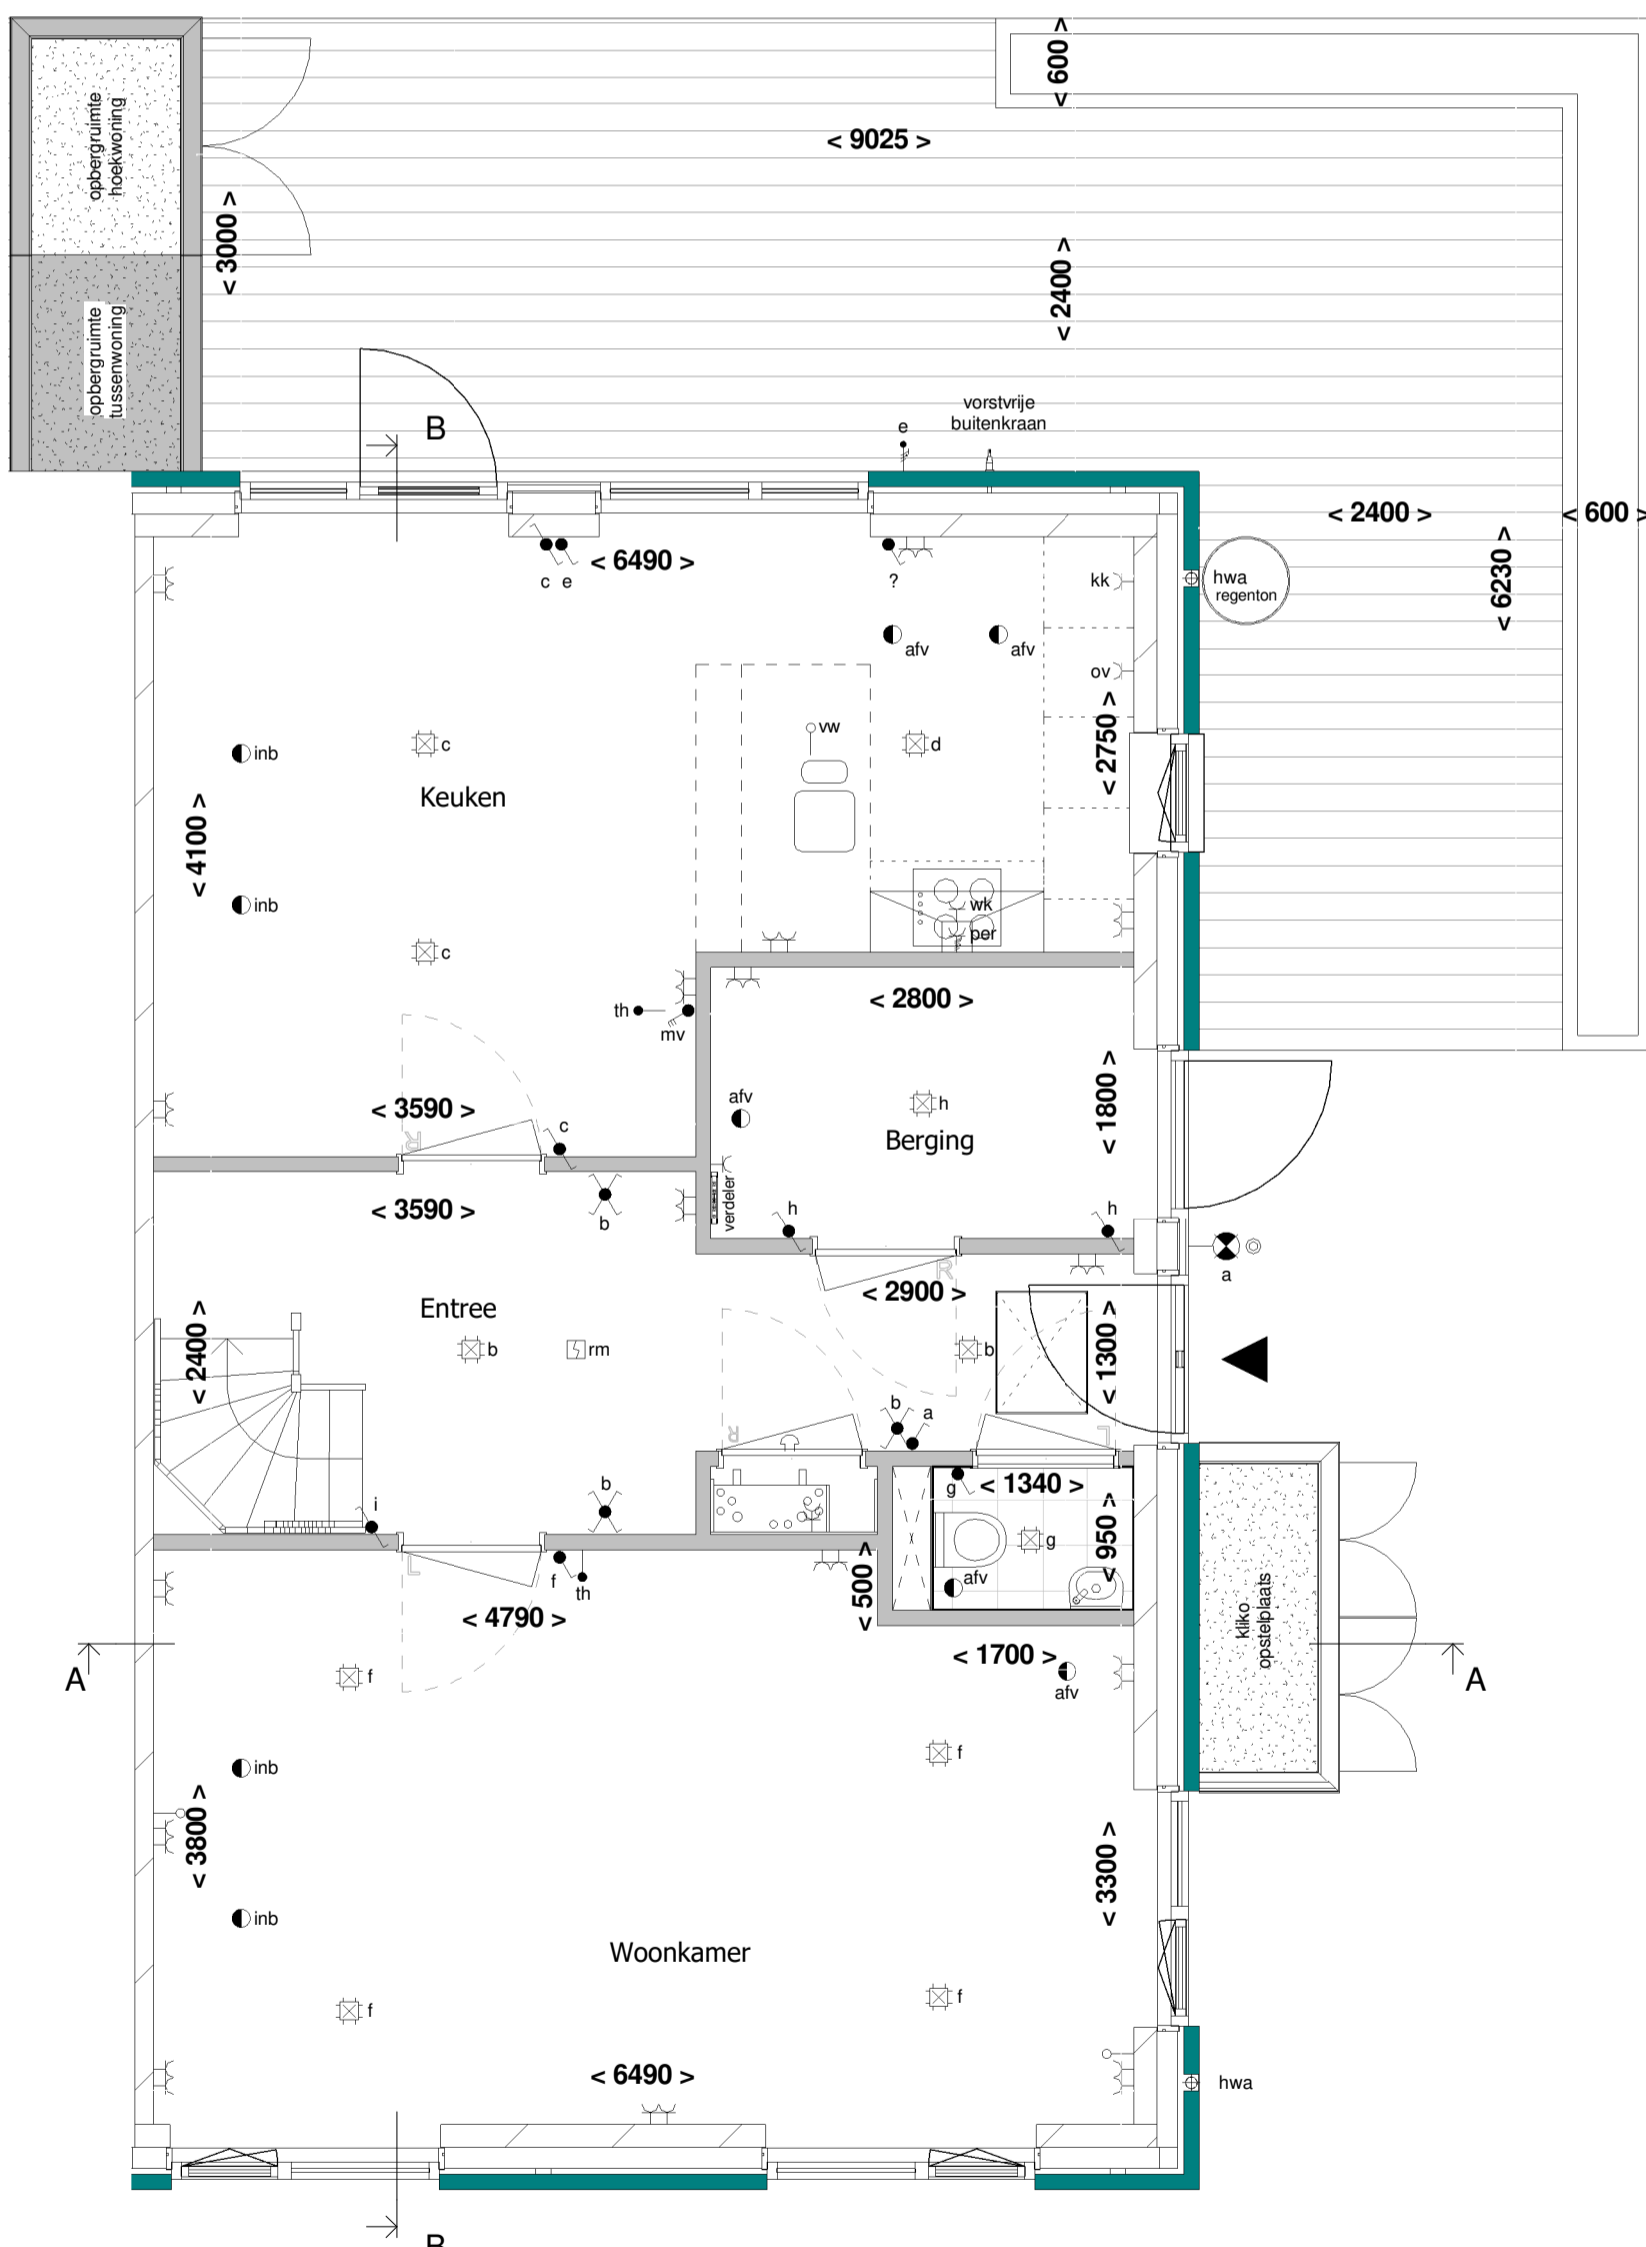 < 600 >
opbergruimte
hoekwoning
< 9025 >
< 3000 >
< 2400 >
opbergruimte
tussenwoning
B
e
vorstvrije
buitenkraan
< 2400 >
< 600 >
c e
< 6490 >
?
kk
hwa
regenton
< 6230 >
afv
afv
ov
vw
c
d
inb
< 2750 >
Keuken
< 4100 >
inb
wk
per
c
< 2800 >
th
mv
afv
h
< 3590 >
c
Berging
< 1800 >
R
< 3590 >
b
verdeler
h
h
R
a
< 2900 >
Entree
< 2400 >
b
rm
b
< 1300 >
b
a
R
L
i
b
g
< 1340 >
g
< 950 >
L
f
th
afv
< 500 >
< 4790 >
kliko
opstelplaats
A
f
< 1700 >
afv
A
f
inb
< 3800 >
< 3300 >
inb
Woonkamer
f
f
< 6490 >
hwa
B